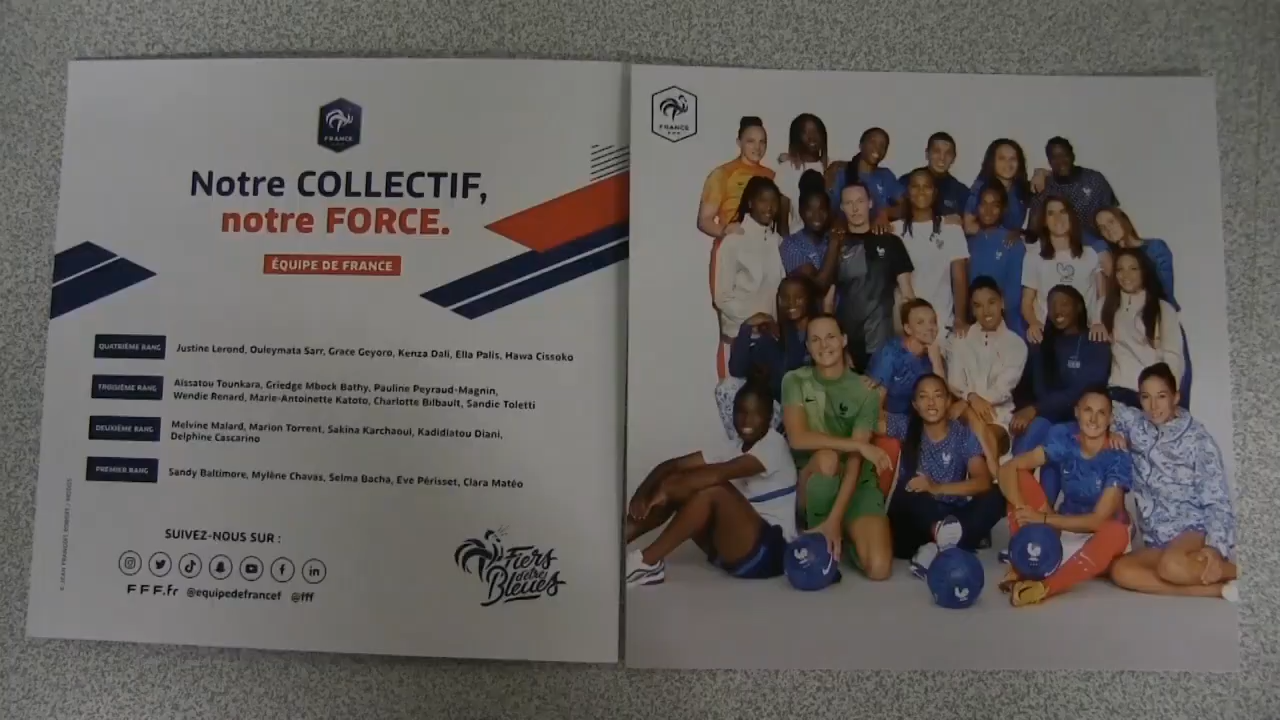 FRANCE
Notre COLLECTIF,
notre FORCE.
ÉQUIPE DE FRANCE
QUATRIÈME RANG
Justine Lerond, Ouleymata Sarr, Grace Geyoro, Kenza Dali, Ella Palis, Hawa Cissoko
TROISIÈME RANG
Aïssatou Tounkara, Griedge Mbock Bathy, Pauline Peyraud-Magnin,
Wendie Renard, Marie-Antoinette Katoto, Charlotte Bilbault, Sandie Toletti
DEUXIÈME RANG
Melvine Malard, Marion Torrent, Sakina Karchaoui, Kadidiatou Diani,
Delphine Cascarino
PREMIER RANG
Sandy Baltimore, Mylène Chavas, Selma Bacha, Eve Périsset, Clara Matéo
SUIVEZ-NOUS SUR :
FFF.fr @equipedefrancef @fff
Fiers
d'être
Bleues
FRANCE